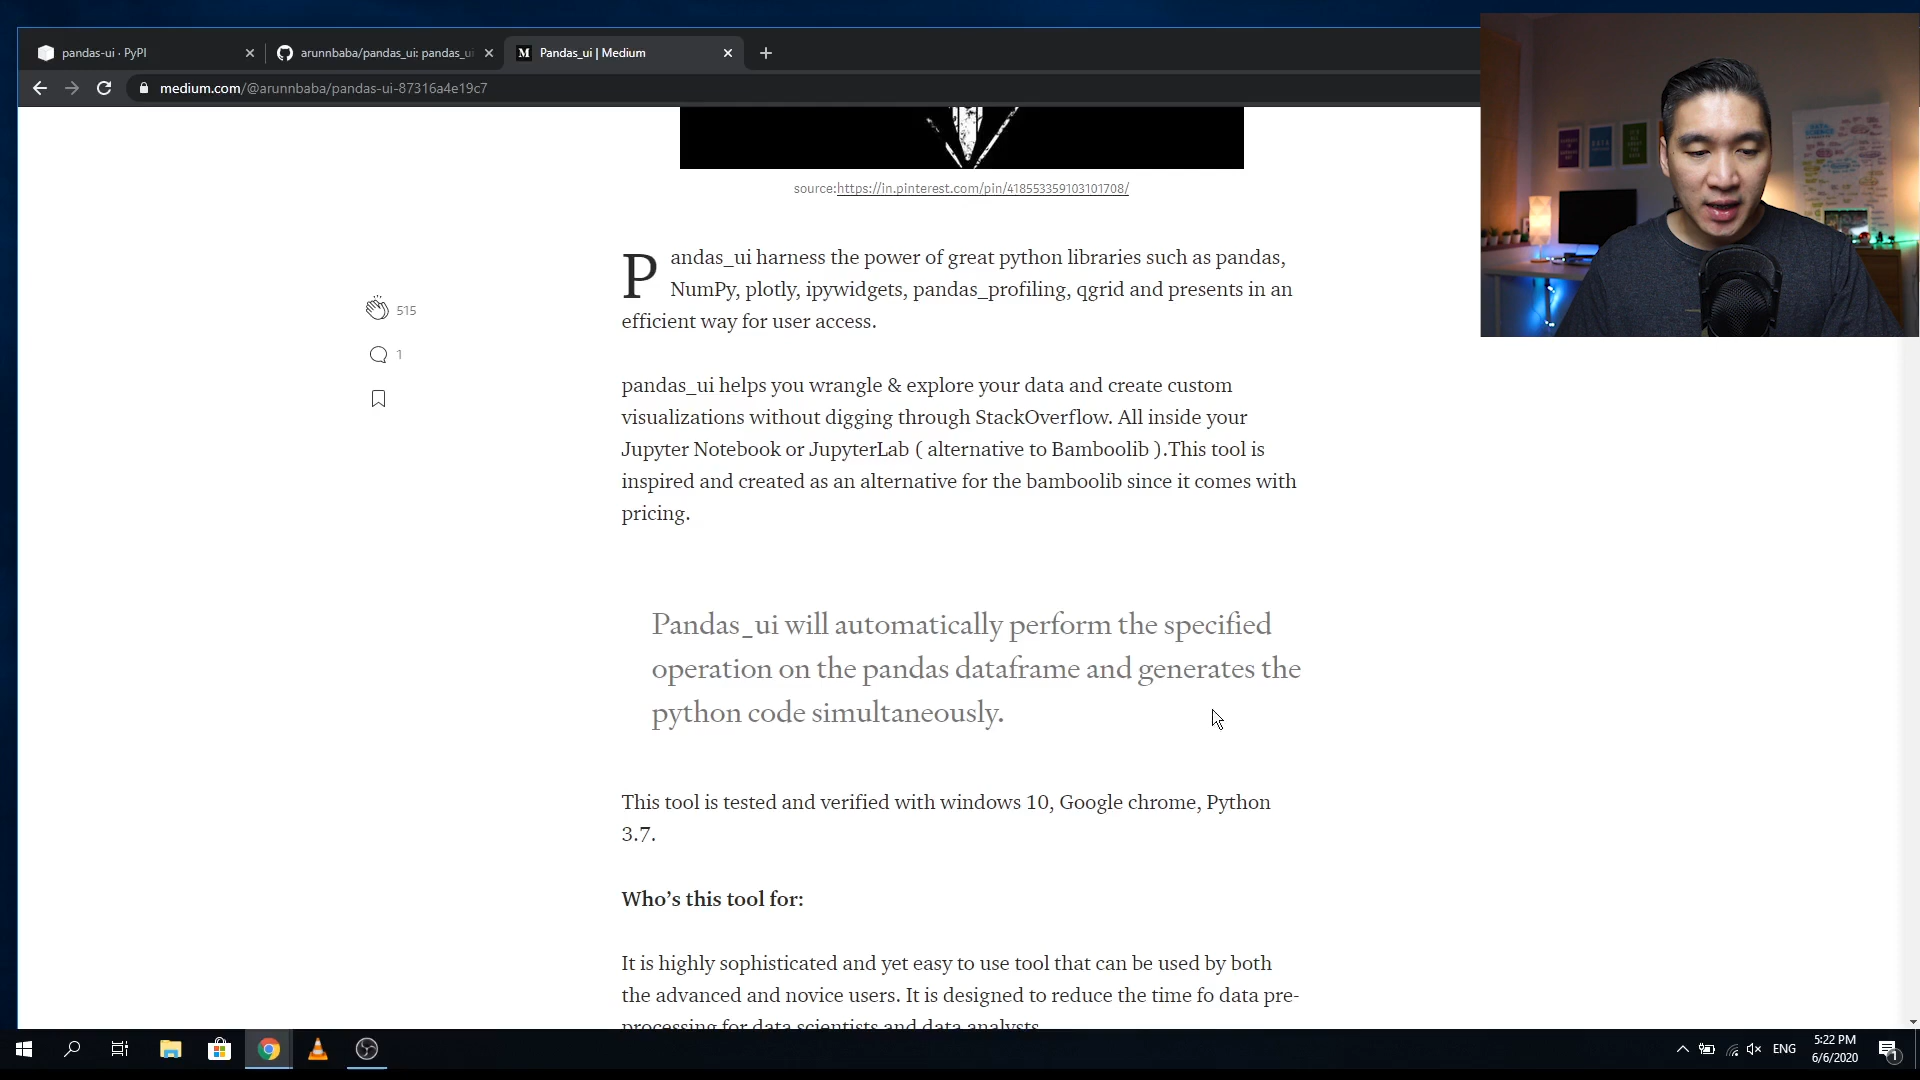 pandas-ui · PyPI
arunnbaba/pandas_ui: pandas_ui
M Pandas_ui | Medium
medium.com/@arunnbaba/pandas-ui-87316a4e19c7
source:https://in.pinterest.com/pin/418553359103101708/
Pandas_ui harness the power of great python libraries such as pandas,
NumPy, plotly, ipywidgets, pandas_profiling, qgrid and presents in an
efficient way for user access.
515
1
pandas_ui helps you wrangle & explore your data and create custom
visualizations without digging through StackOverflow. All inside your
Jupyter Notebook or JupyterLab ( alternative to Bamboolib ).This tool is
inspired and created as an alternative for the bamboolib since it comes with
pricing.
Pandas_ui will automatically perform the specified
operation on the pandas dataframe and generates the
python code simultaneously.
This tool is tested and verified with windows 10, Google chrome, Python
3.7.
Who's this tool for:
It is highly sophisticated and yet easy to use tool that can be used by both
the advanced and novice users. It is designed to reduce the time fo data pre-
processing for data scientists and data analysts.
ENG
5:22 PM
6/6/2020
1